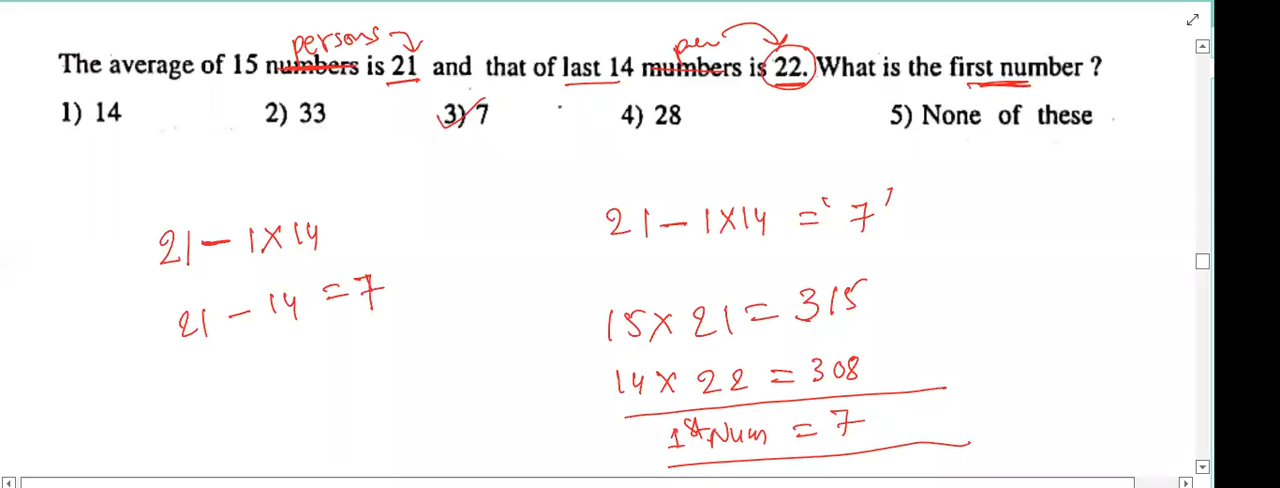 persons per
The average of 15 numbers is 21 and that of last 14 mumbers is 22. What is the first number ?
1) 14 2) 33 3) 7 4) 28 5) None of these
21 - 1 × 14
21 - 14 = 7
21 - 1 × 14 = '7'
15 × 21 = 315
14 × 22 = 308
1st Num = 7